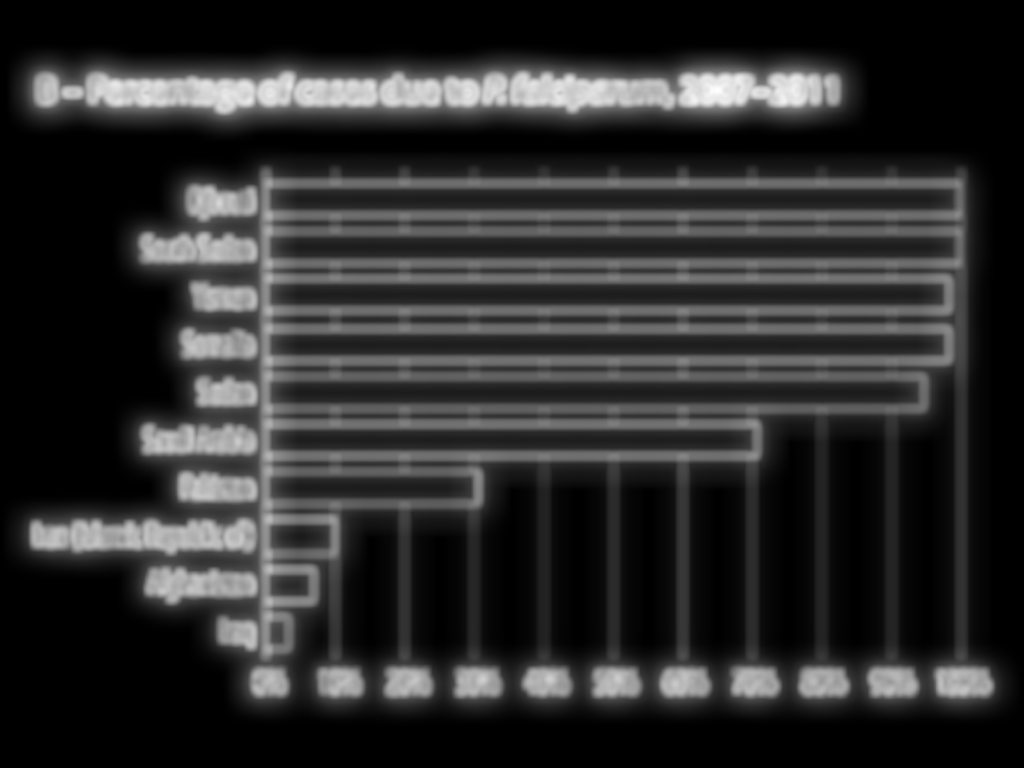 B – Percentage of cases due to P. falciparum, 2007–2011
Djibouti
South Sudan
Yemen
Somalia
Sudan
Saudi Arabia
Pakistan
Iran (Islamic Republic of)
Afghanistan
Iraq
0% 10% 20% 30% 40% 50% 60% 70% 80% 90% 100%